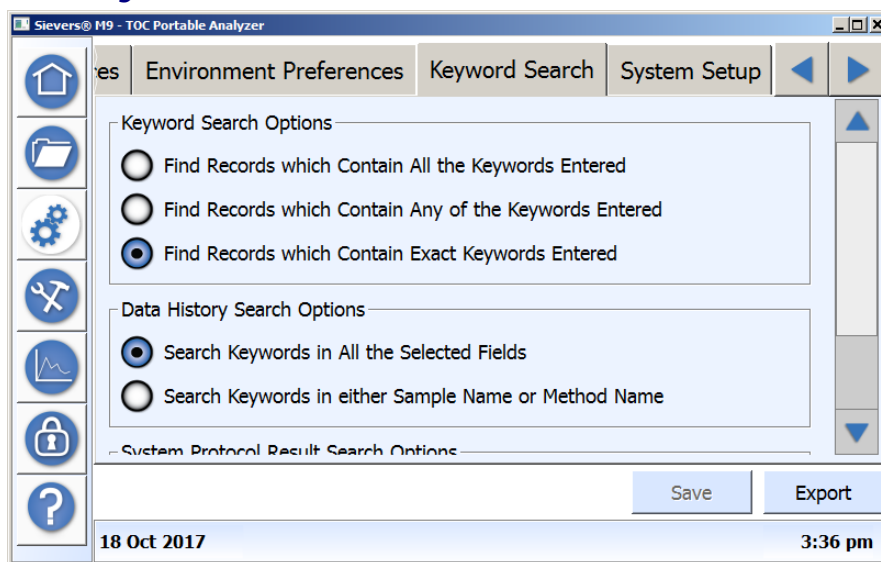 Sievers® M9 - TOC Portable Analyzer
es Environment Preferences Keyword Search System Setup
Keyword Search Options
Find Records which Contain All the Keywords Entered
Find Records which Contain Any of the Keywords Entered
Find Records which Contain Exact Keywords Entered
Data History Search Options
Search Keywords in All the Selected Fields
Search Keywords in either Sample Name or Method Name
System Protocol Result Search Options
Save Export
18 Oct 2017 3:36 pm